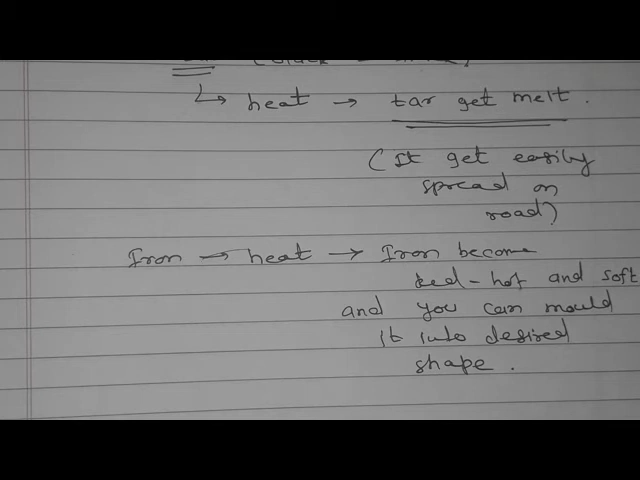 ↳ heat → tar get melt.
(It get easily
spread on
road)
Iron → heat → Iron become
red-hot and soft
and you can mould
it into desired
shape.